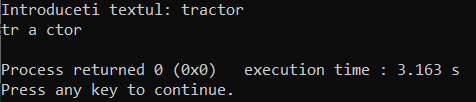 Introduceti textul: tractor
tr a ctor
Process returned 0 (0x0)   execution time : 3.163 s
Press any key to continue.